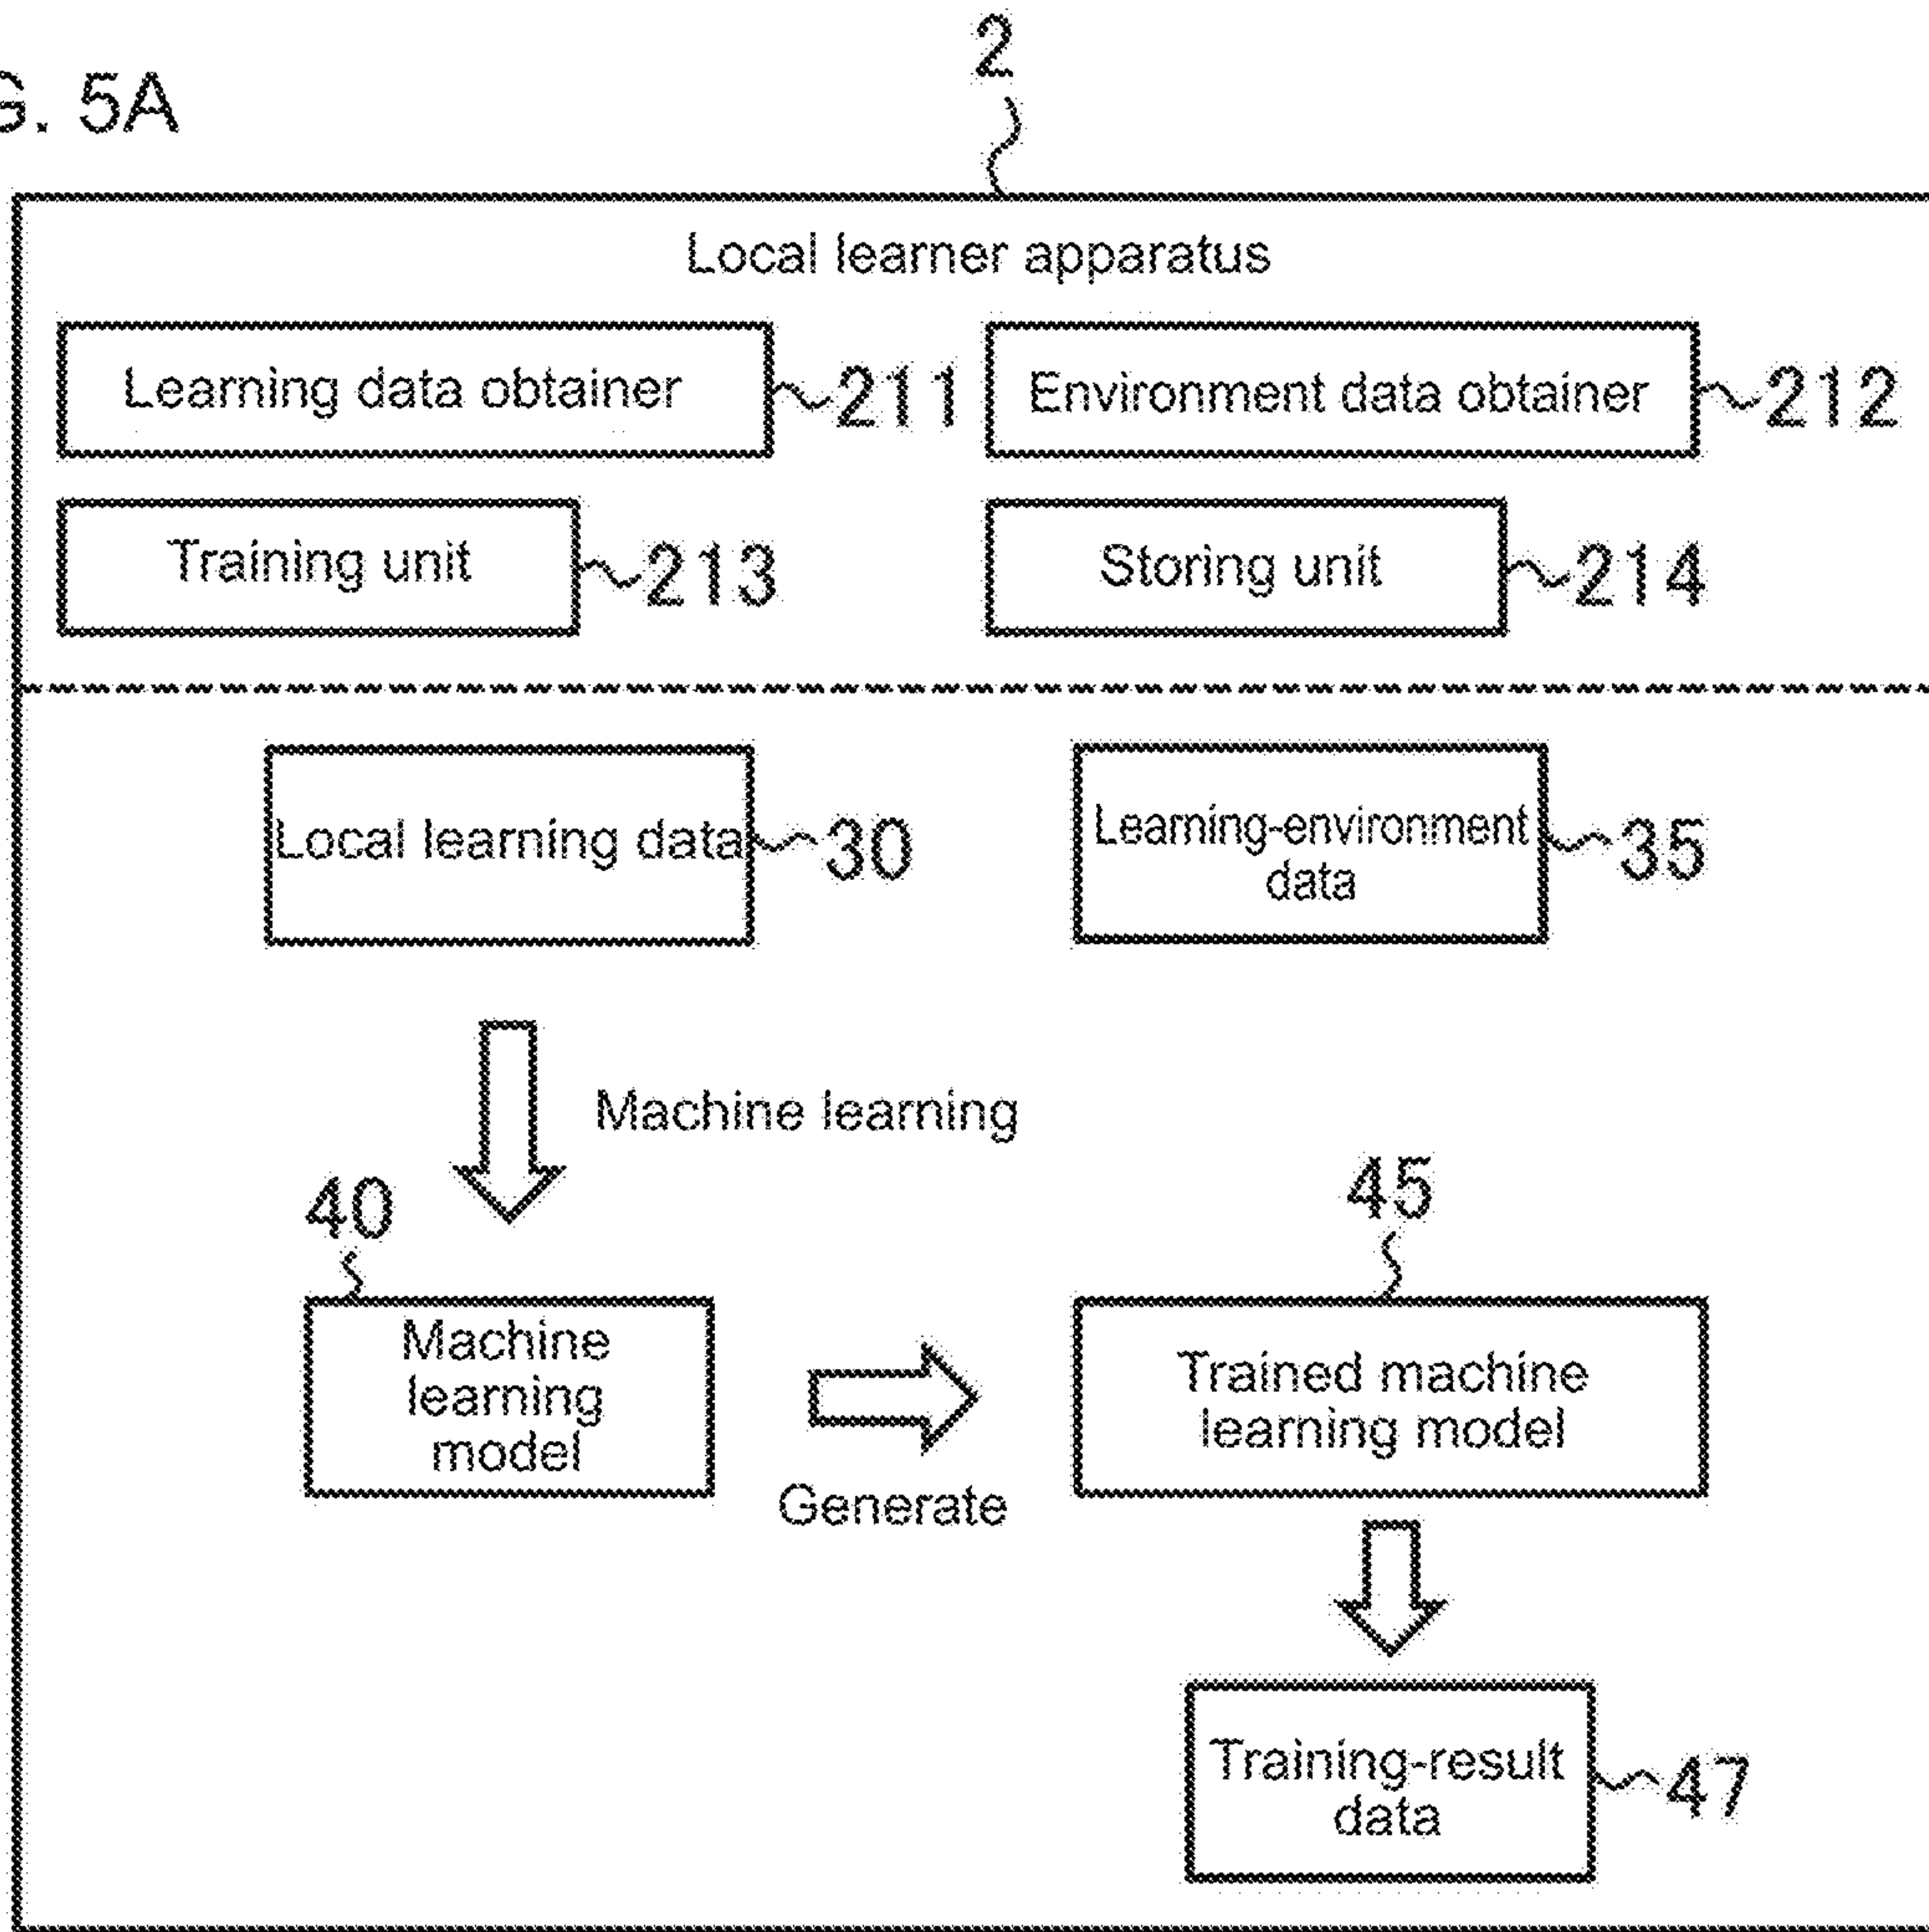 G. 5A
2
Local learner apparatus
Learning data obtainer
211
Environment data obtainer
212
Training unit
213
Storing unit
214
Local learning data
30
Learning-environment
data
35
Machine learning
40
Machine
learning
model
Generate
45
Trained machine
learning model
Training-result
data
47